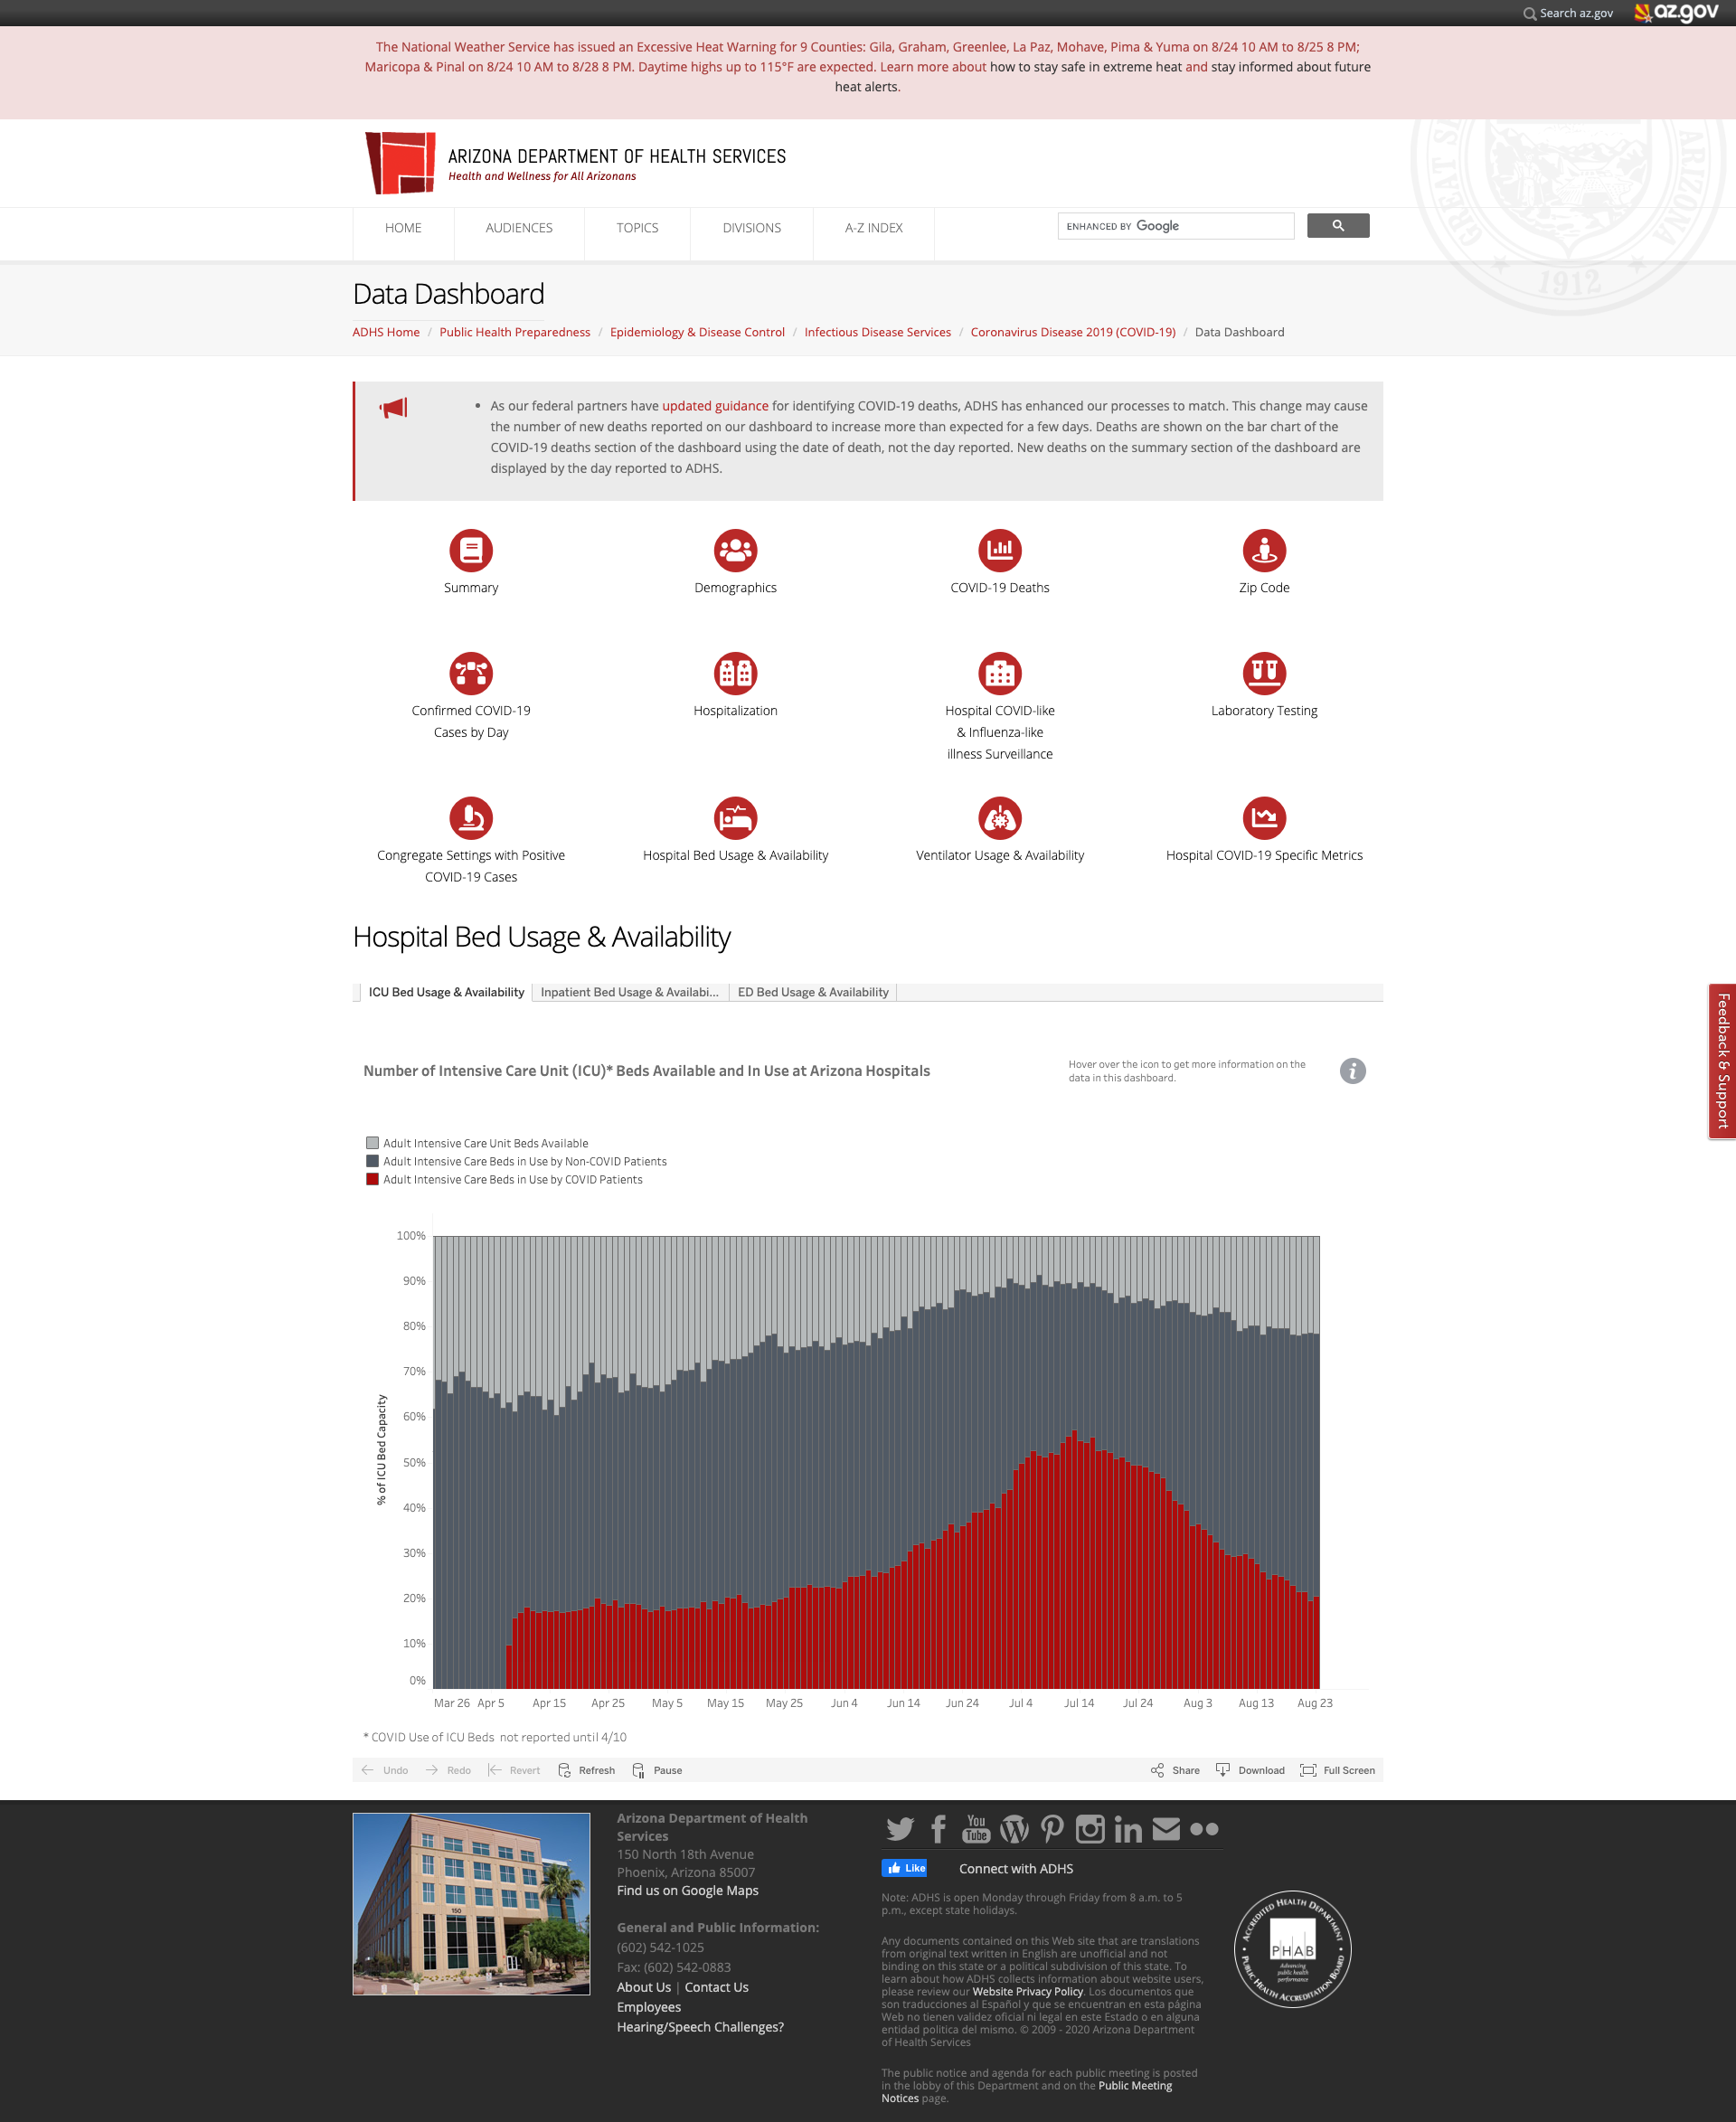 Search az.gov
az.gov
The National Weather Service has issued an Excessive Heat Warning for 9 Counties: Gila, Graham, Greenlee, La Paz, Mohave, Pima & Yuma on 8/24 10 AM to 8/25 8 PM;
Maricopa & Pinal on 8/24 10 AM to 8/28 8 PM. Daytime highs up to 115°F are expected. Learn more about how to stay safe in extreme heat and stay informed about future
heat alerts.
ARIZONA DEPARTMENT OF HEALTH SERVICES
Health and Wellness for All Arizonans
HOME
AUDIENCES
TOPICS
DIVISIONS
A-Z INDEX
ENHANCED BY Google
GREAT S
ARIZONA
1912
Data Dashboard
ADHS Home / Public Health Preparedness / Epidemiology & Disease Control / Infectious Disease Services / Coronavirus Disease 2019 (COVID-19) / Data Dashboard
• As our federal partners have updated guidance for identifying COVID-19 deaths, ADHS has enhanced our processes to match. This change may cause
the number of new deaths reported on our dashboard to increase more than expected for a few days. Deaths are shown on the bar chart of the
COVID-19 deaths section of the dashboard using the date of death, not the day reported. New deaths on the summary section of the dashboard are
displayed by the day reported to ADHS.
Summary
Demographics
COVID-19 Deaths
Zip Code
Confirmed COVID-19
Cases by Day
Hospitalization
Hospital COVID-like
& Influenza-like
illness Surveillance
Laboratory Testing
Congregate Settings with Positive
COVID-19 Cases
Hospital Bed Usage & Availability
Ventilator Usage & Availability
Hospital COVID-19 Specific Metrics
Hospital Bed Usage & Availability
ICU Bed Usage & Availability
Inpatient Bed Usage & Availabi...
ED Bed Usage & Availability
Feedback & Support
Number of Intensive Care Unit (ICU)* Beds Available and In Use at Arizona Hospitals
Hover over the icon to get more information on the
data in this dashboard.
i
Adult Intensive Care Unit Beds Available
Adult Intensive Care Beds in Use by Non-COVID Patients
Adult Intensive Care Beds in Use by COVID Patients
% of ICU Bed Capacity
100%
90%
80%
70%
60%
50%
40%
30%
20%
10%
0%
Mar 26 Apr 5 Apr 15 Apr 25 May 5 May 15 May 25 Jun 4 Jun 14 Jun 24 Jul 4 Jul 14 Jul 24 Aug 3 Aug 13 Aug 23
* COVID Use of ICU Beds not reported until 4/10
Undo
Redo
Revert
Refresh
Pause
Share
Download
Full Screen
150
Arizona Department of Health
Services
150 North 18th Avenue
Phoenix, Arizona 85007
Find us on Google Maps
General and Public Information:
(602) 542-1025
Fax: (602) 542-0883
About Us | Contact Us
Employees
Hearing/Speech Challenges?
You
Tube
in
Like
Connect with ADHS
Note: ADHS is open Monday through Friday from 8 a.m. to 5
p.m., except state holidays.
Any documents contained on this Web site that are translations
from original text written in English are unofficial and not
binding on this state or a political subdivision of this state. To
learn about how ADHS collects information about website users,
please review our Website Privacy Policy. Los documentos que
son traducciones al Español y que se encuentran en esta página
Web no tienen validez oficial ni legal en este Estado o en alguna
entidad politica del mismo. © 2009 - 2020 Arizona Department
of Health Services
The public notice and agenda for each public meeting is posted
in the lobby of this Department and on the Public Meeting
Notices page.
ACCREDITED HEALTH DEPARTMENT
PHAB
Advancing
public health
performance
PUBLIC HEALTH ACCREDITATION BOARD